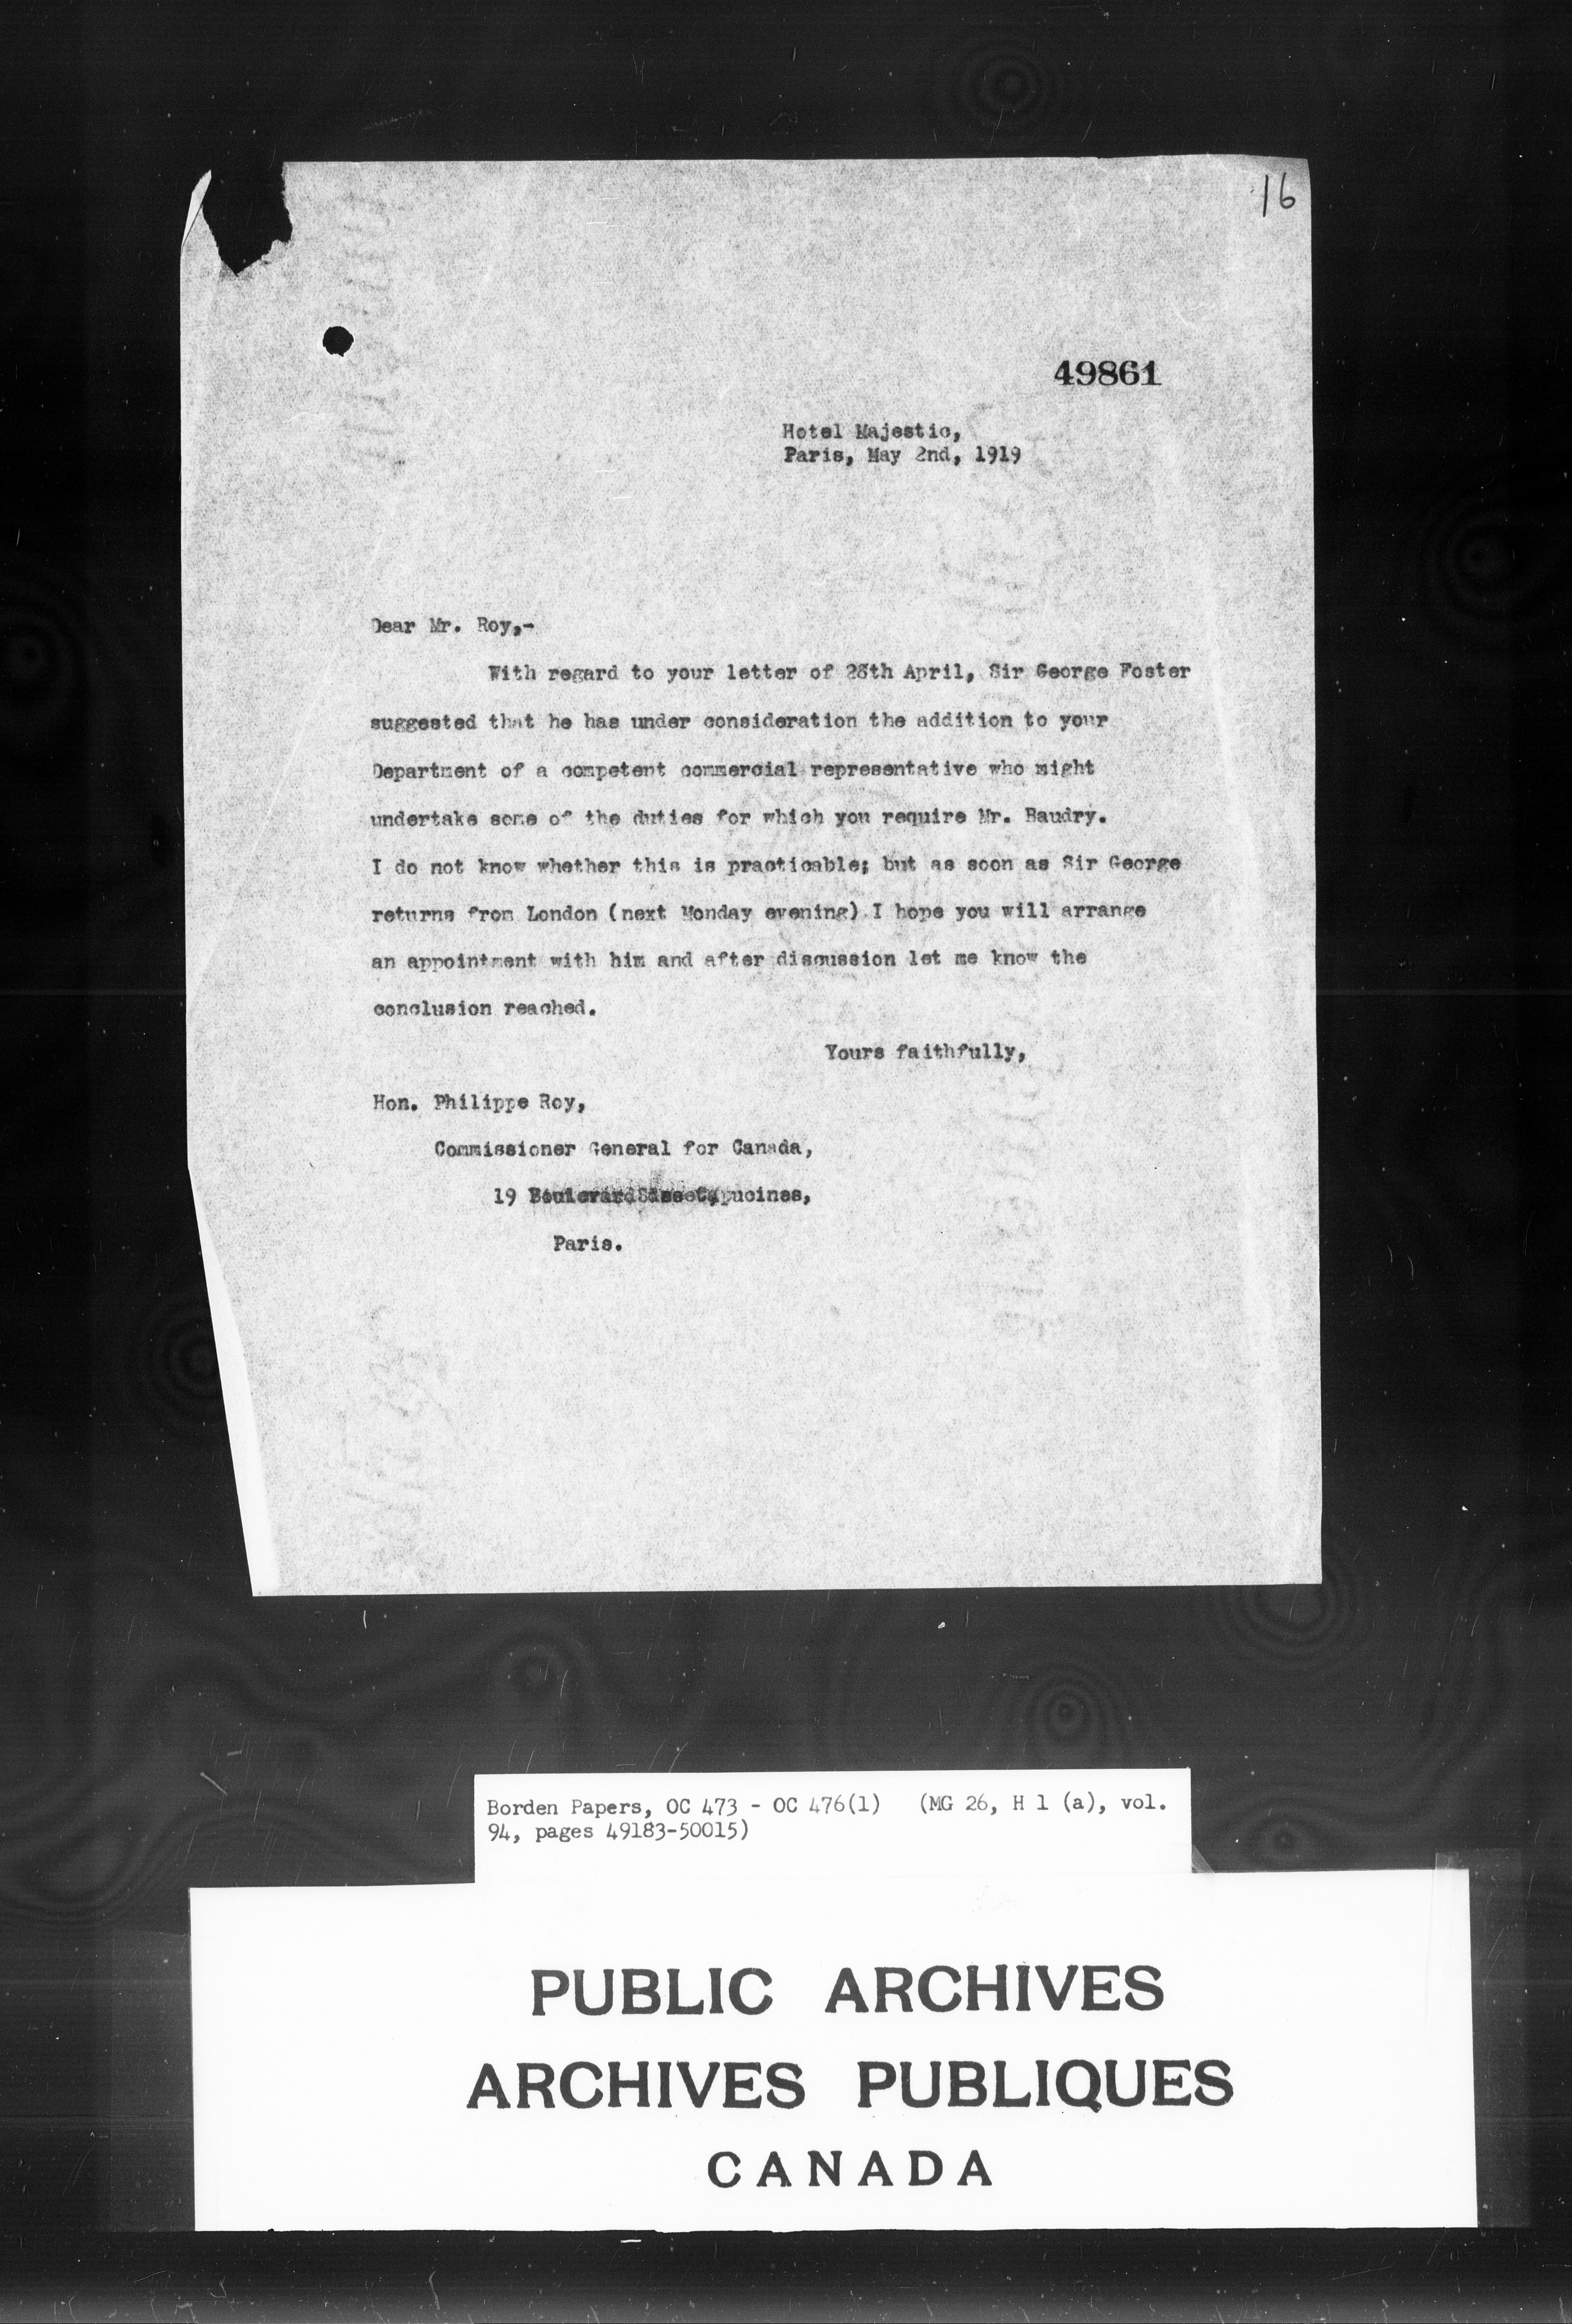 16
49861
Hotel Majestic,
Paris, May 2nd, 1919
Dear Mr. Roy,-
With regard to your letter of 28th April, Sir George Foster
suggested that he has under consideration the addition to your
Department of a competent commercial representative who might
undertake some of the duties for which you require Mr. Baudry.
I do not know whether this is practicable; but as soon as Sir George
returns from London (next Monday evening) I hope you will arrange
an appointment with him and after discussion let me know the
conclusion reached.
Yours faithfully,
Hon. Philippe Roy,
Commissioner General for Canada,
19 Boulevard des Capucines,
Paris.
Borden Papers, OC 473 - OC 476(1) (MG 26, H 1 (a), vol.
94, pages 49183-50015)
PUBLIC ARCHIVES
ARCHIVES PUBLIQUES
CANADA